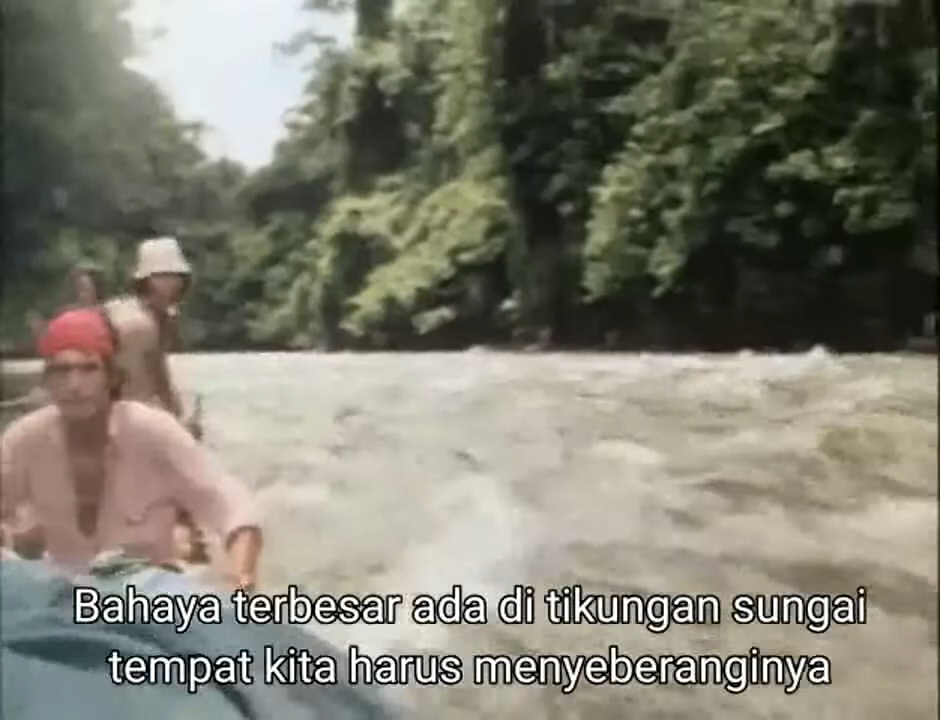 Bahaya terbesar ada di tikungan sungai
tempat kita harus menyeberanginya